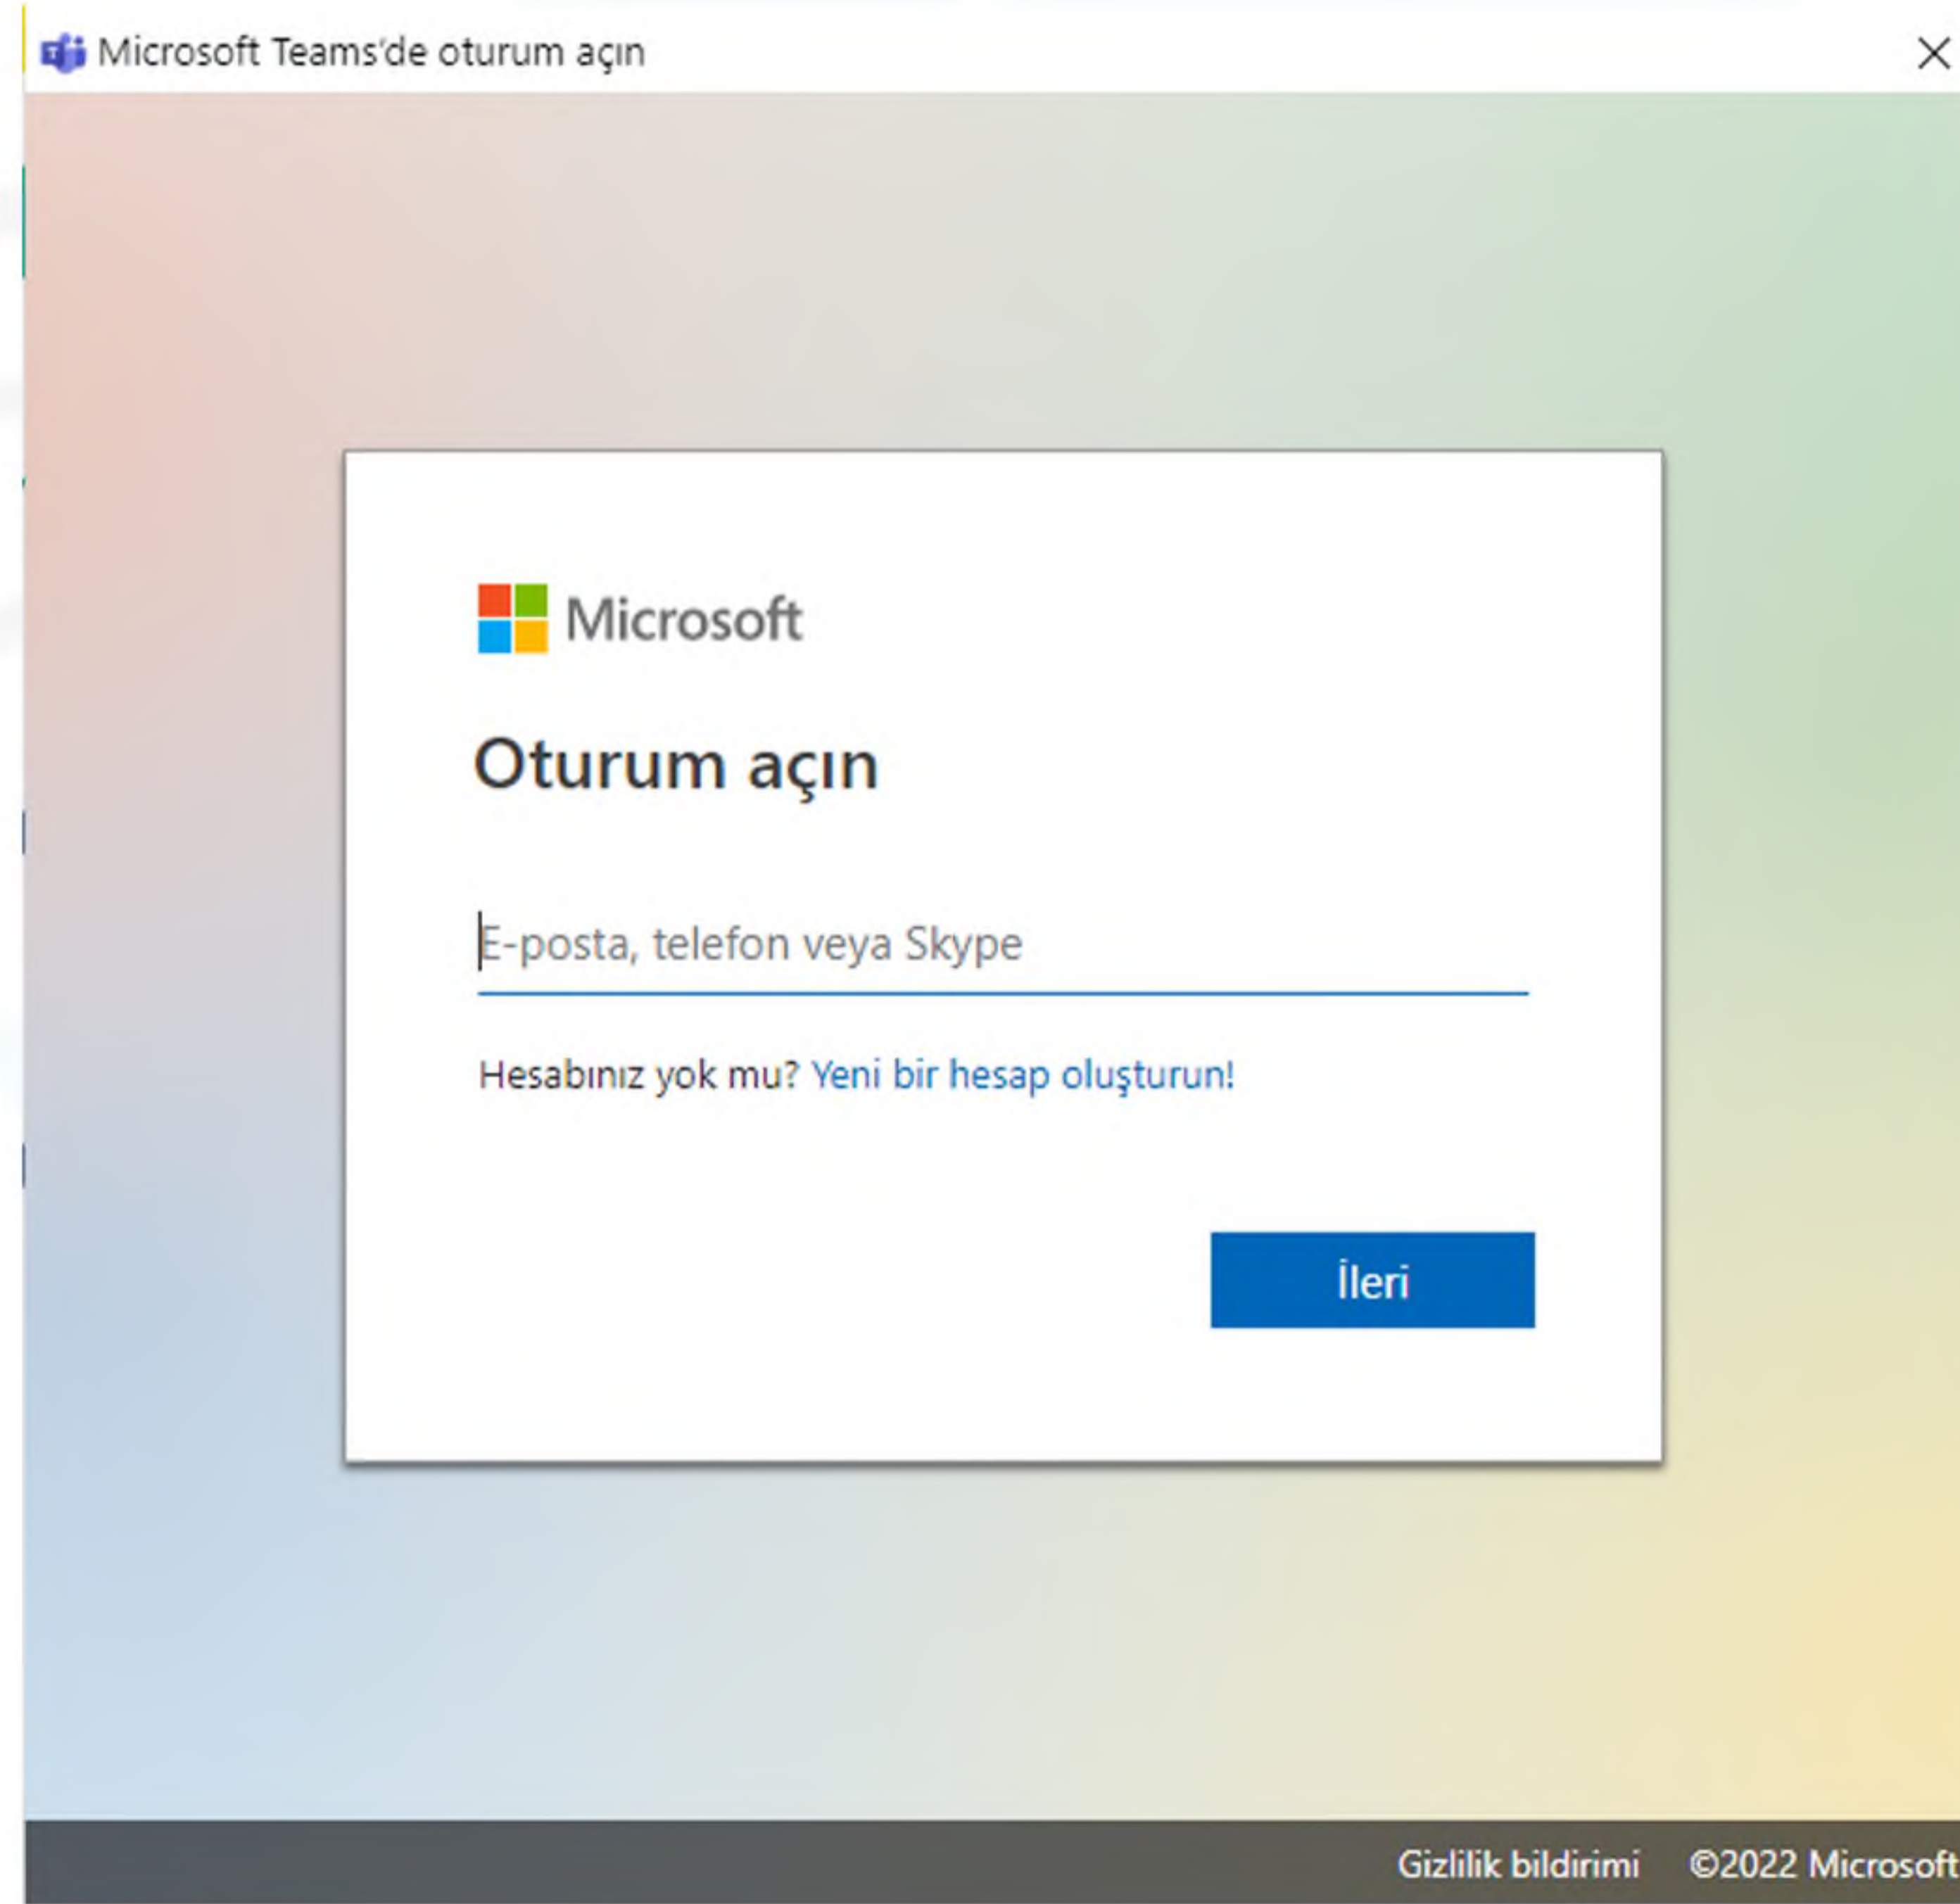 Microsoft Teams'de oturum açın
Microsoft
Oturum açın
E-posta, telefon veya Skype
Hesabınız yok mu? Yeni bir hesap oluşturun!
İleri
Gizlilik bildirimi ©2022 Microsoft